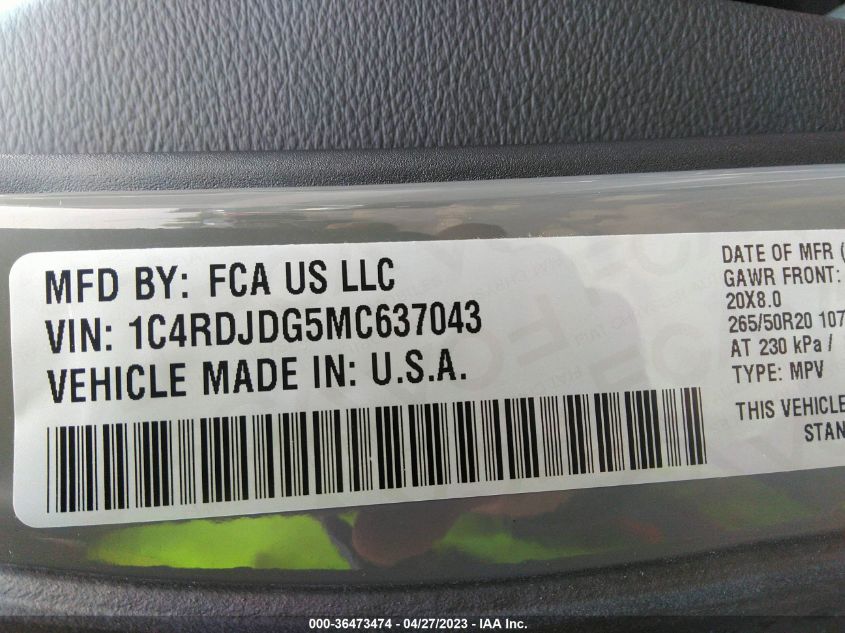 MFD BY: FCA US LLC
VIN: 1C4RDJDG5MC637043
VEHICLE MADE IN: U.S.A.
DATE OF MFR (
GAWR FRONT:
20X8.0
265/50R20 107
AT 230 kPa /
TYPE: MPV
THIS VEHICLE
STAN
000-36473474 - 04/27/2023 - IAA Inc.